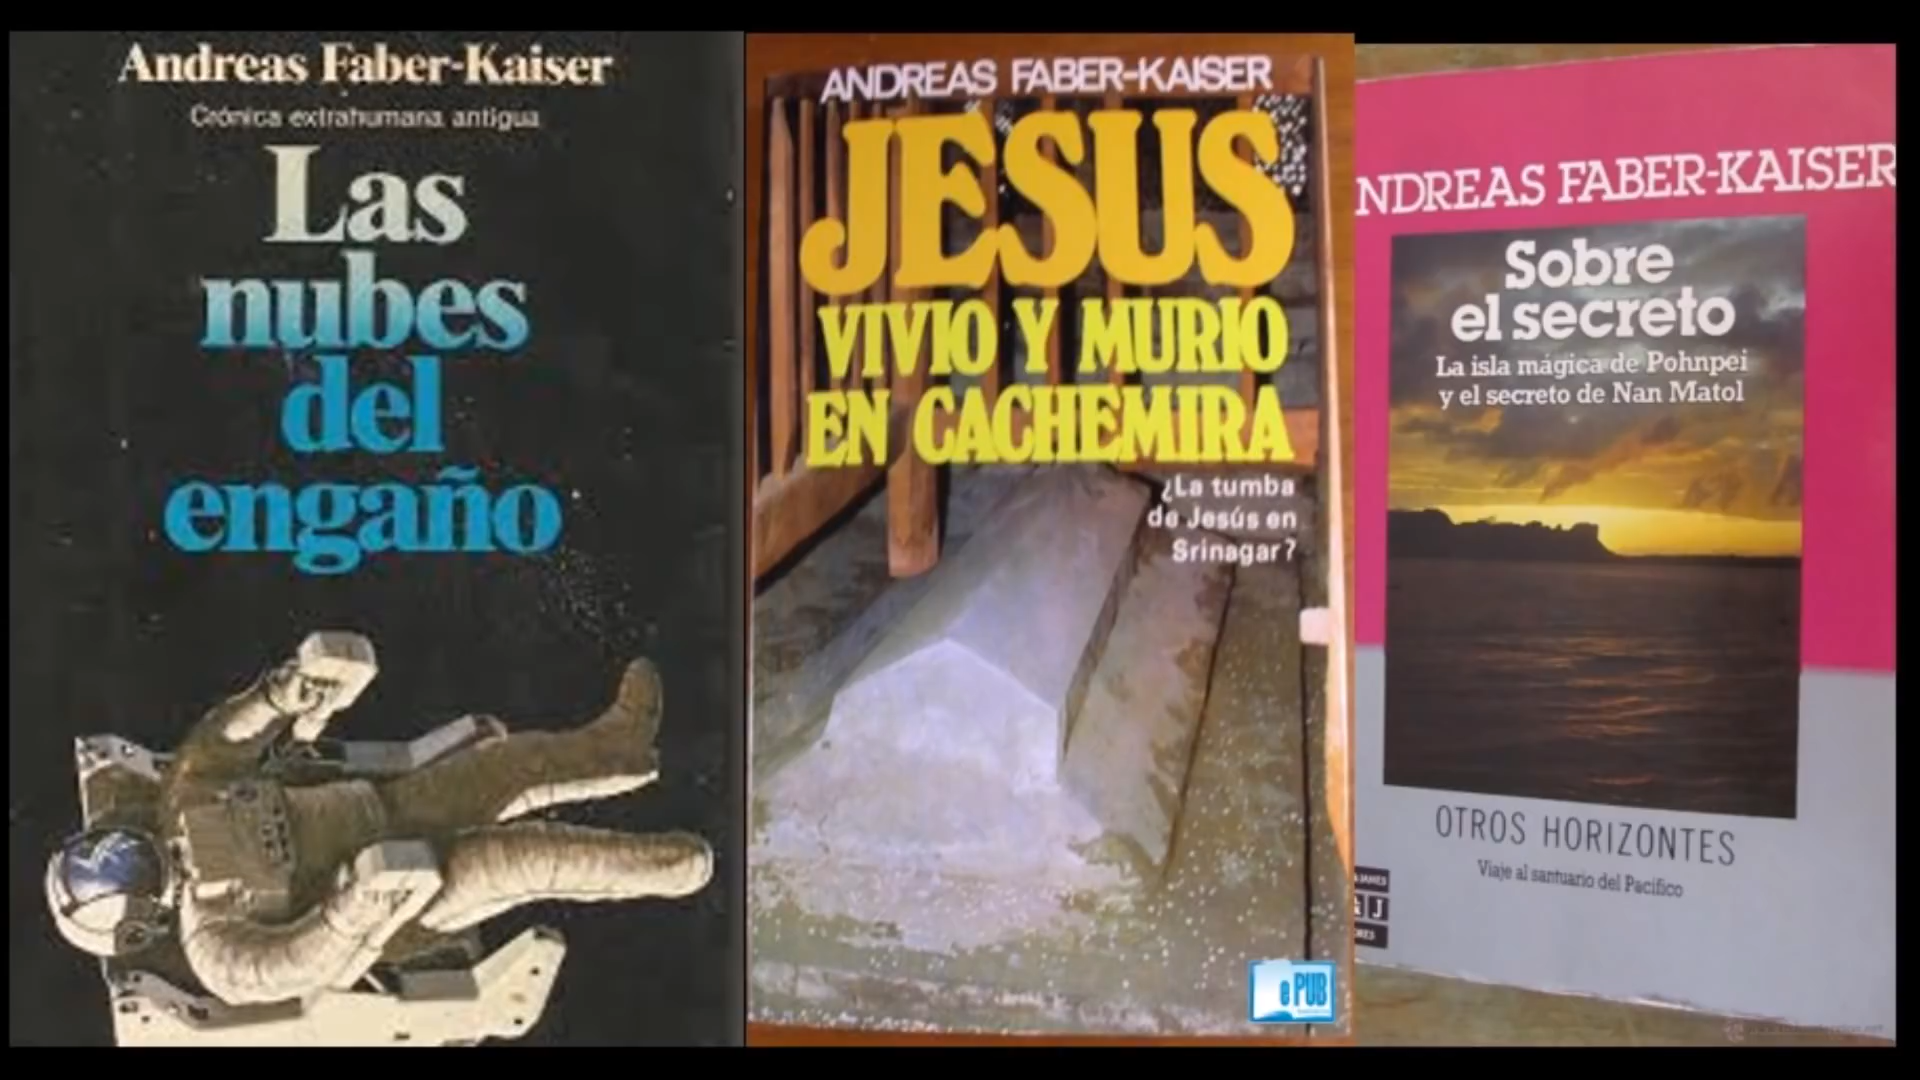 Andreas Faber-Kaiser
Crónica extrahumana antigua
Las
nubes
del
engaño
ANDREAS FABER-KAISER
JESUS
VIVIO Y MURIO
EN CACHEMIRA
¿La tumba
de Jesús en
Srinagar?
e PUB
NDREAS FABER-KAISER
Sobre
el secreto
La isla mágica de Pohnpei
y el secreto de Nan Matol
OTROS HORIZONTES
Viaje al santuario del Pacífico
& J